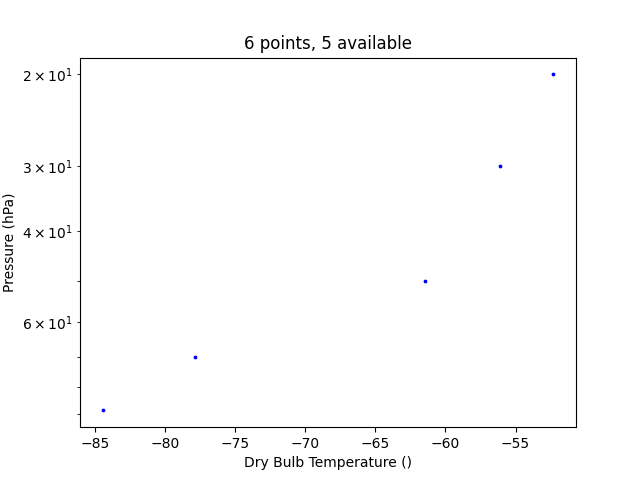 6 points, 5 available
2 × 10¹
3 × 10¹
4 × 10¹
6 × 10¹
Pressure (hPa)
−85 −80 −75 −70 −65 −60 −55
Dry Bulb Temperature ()